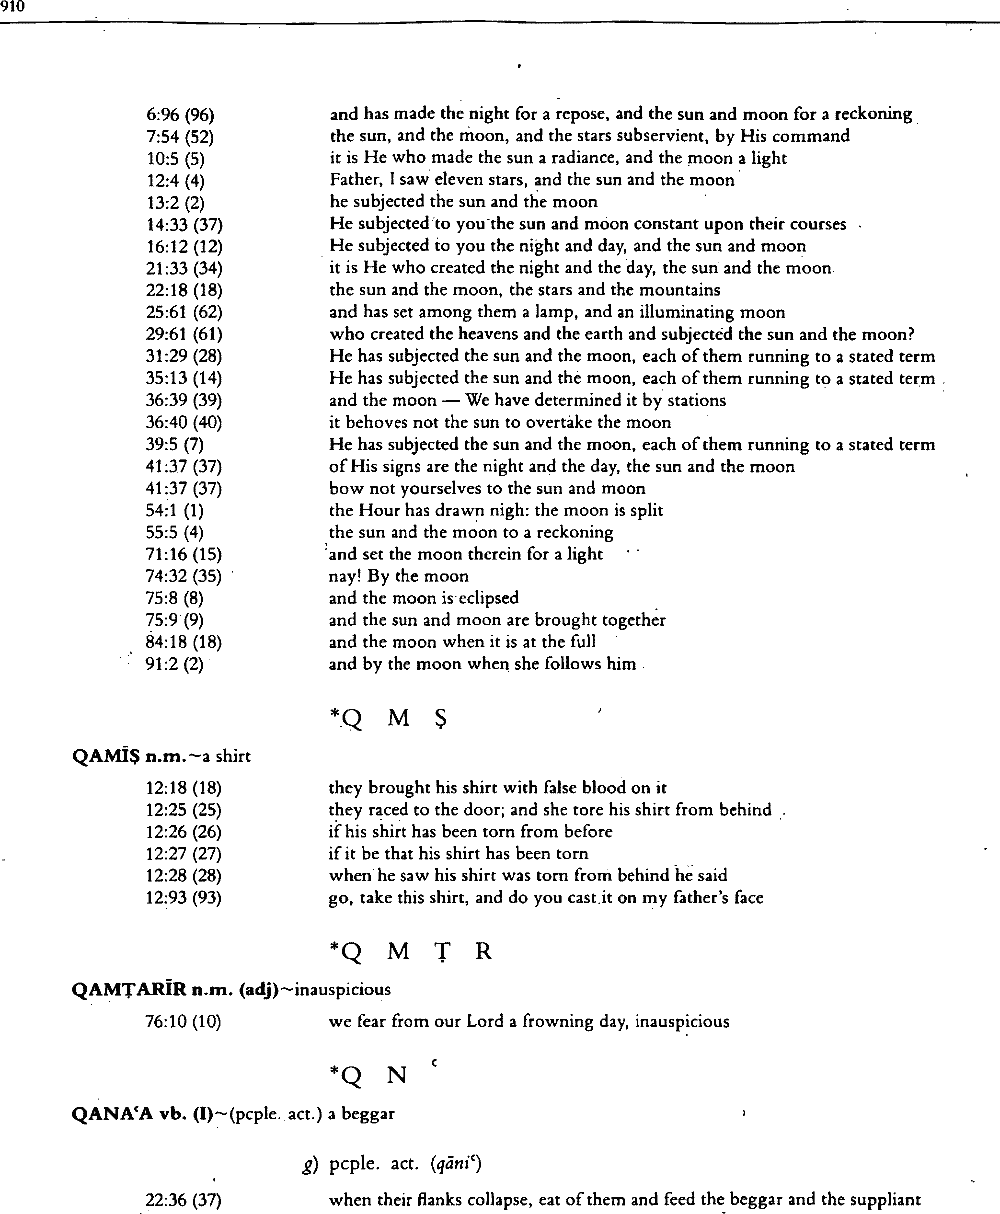 910
6:96 (96) and has made the night for a repose, and the sun and moon for a reckoning
7:54 (52) the sun, and the moon, and the stars subservient, by His command
10:5 (5) it is He who made the sun a radiance, and the moon a light
12:4 (4) Father, I saw eleven stars, and the sun and the moon
13:2 (2) he subjected the sun and the moon
14:33 (37) He subjected to you the sun and moon constant upon their courses
16:12 (12) He subjected to you the night and day, and the sun and moon
21:33 (34) it is He who created the night and the day, the sun and the moon
22:18 (18) the sun and the moon, the stars and the mountains
25:61 (62) and has set among them a lamp, and an illuminating moon
29:61 (61) who created the heavens and the earth and subjected the sun and the moon?
31:29 (28) He has subjected the sun and the moon, each of them running to a stated term
35:13 (14) He has subjected the sun and the moon, each of them running to a stated term
36:39 (39) and the moon — We have determined it by stations
36:40 (40) it behoves not the sun to overtake the moon
39:5 (7) He has subjected the sun and the moon, each of them running to a stated term
41:37 (37) of His signs are the night and the day, the sun and the moon
41:37 (37) bow not yourselves to the sun and moon
54:1 (1) the Hour has drawn nigh: the moon is split
55:5 (4) the sun and the moon to a reckoning
71:16 (15) and set the moon therein for a light
74:32 (35) nay! By the moon
75:8 (8) and the moon is eclipsed
75:9 (9) and the sun and moon are brought together
84:18 (18) and the moon when it is at the full
91:2 (2) and by the moon when she follows him
*Q M Ṣ
QAMĪṢ n.m.~a shirt
12:18 (18) they brought his shirt with false blood on it
12:25 (25) they raced to the door; and she tore his shirt from behind
12:26 (26) if his shirt has been torn from before
12:27 (27) if it be that his shirt has been torn
12:28 (28) when he saw his shirt was torn from behind he said
12:93 (93) go, take this shirt, and do you cast it on my father's face
*Q M Ṭ R
QAMṬARĪR n.m. (adj)~inauspicious
76:10 (10) we fear from our Lord a frowning day, inauspicious
*Q N ʿ
QANAʿA vb. (I)~(pcple. act.) a beggar
g) pcple. act. (qāniʿ)
22:36 (37) when their flanks collapse, eat of them and feed the beggar and the suppliant